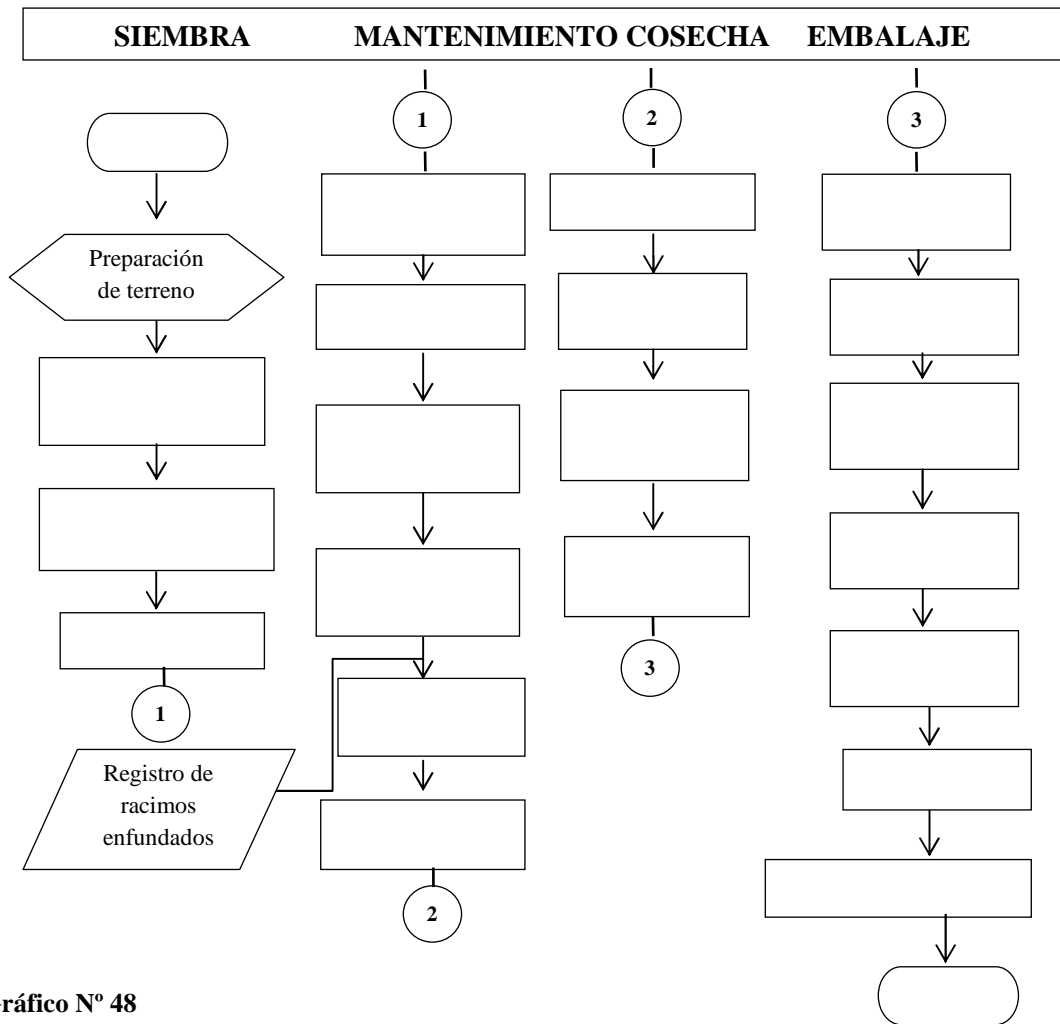 SIEMBRA MANTENIMIENTO COSECHA EMBALAJE
1
2
3
Preparación
de terreno
3
1
Registro de
racimos
enfundados
2
ráfico Nº 48